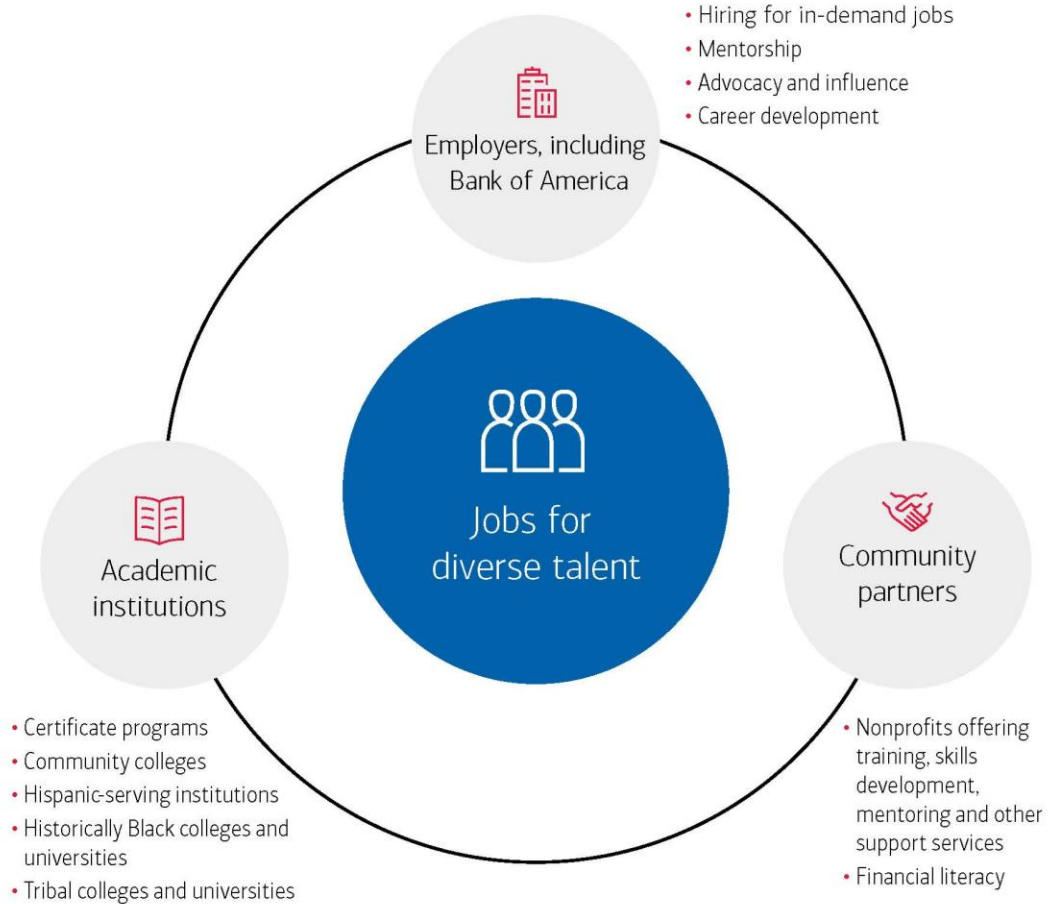 • Hiring for in-demand jobs
• Mentorship
• Advocacy and influence
• Career development
Employers, including
Bank of America
Jobs for
diverse talent
Academic
institutions
Community
partners
• Certificate programs
• Community colleges
• Hispanic-serving institutions
• Historically Black colleges and
universities
• Tribal colleges and universities
• Nonprofits offering
training, skills
development,
mentoring and other
support services
• Financial literacy